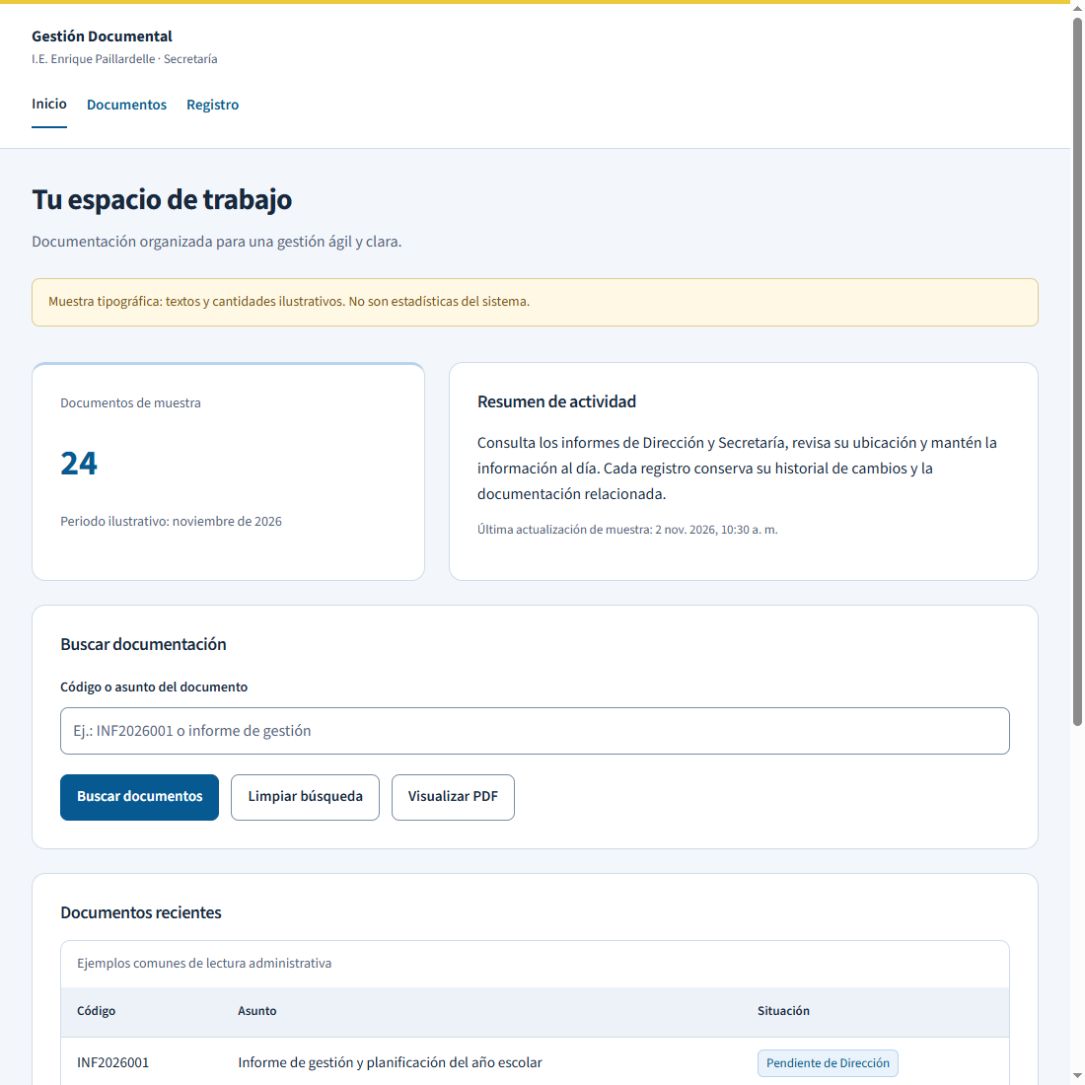 Gestión Documental
I.E. Enrique Paillardelle · Secretaría
Inicio Documentos Registro
Tu espacio de trabajo
Documentación organizada para una gestión ágil y clara.
Muestra tipográfica: textos y cantidades ilustrativos. No son estadísticas del sistema.
Documentos de muestra
24
Periodo ilustrativo: noviembre de 2026
Resumen de actividad
Consulta los informes de Dirección y Secretaría, revisa su ubicación y mantén la
información al día. Cada registro conserva su historial de cambios y la
documentación relacionada.
Última actualización de muestra: 2 nov. 2026, 10:30 a. m.
Buscar documentación
Código o asunto del documento
Ej.: INF2026001 o informe de gestión
Buscar documentos Limpiar búsqueda Visualizar PDF
Documentos recientes
Ejemplos comunes de lectura administrativa
Código Asunto Situación
INF2026001 Informe de gestión y planificación del año escolar Pendiente de Dirección